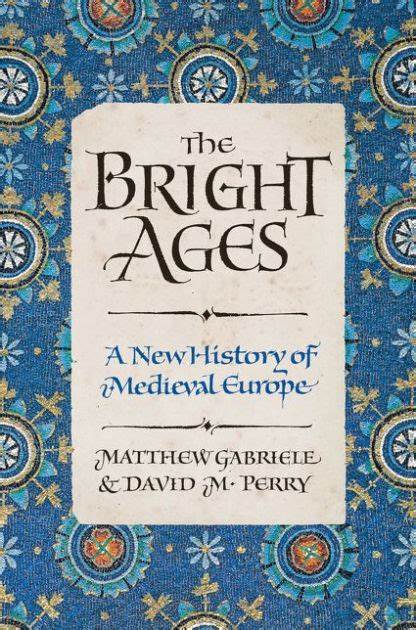 THE
BRIGHT
AGES
A New History of
Medieval Europe
MATTHEW GABRIELE
& DAVID M. PERRY